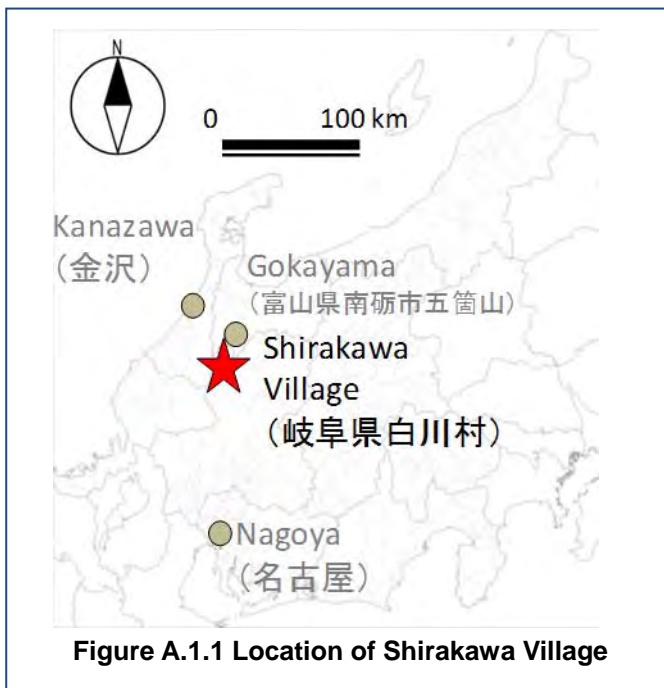 N
0 100 km
Kanazawa
（金沢）
Gokayama
（富山県南砺市五箇山）
Shirakawa
Village
（岐阜県白川村）
Nagoya
（名古屋）
Figure A.1.1 Location of Shirakawa Village